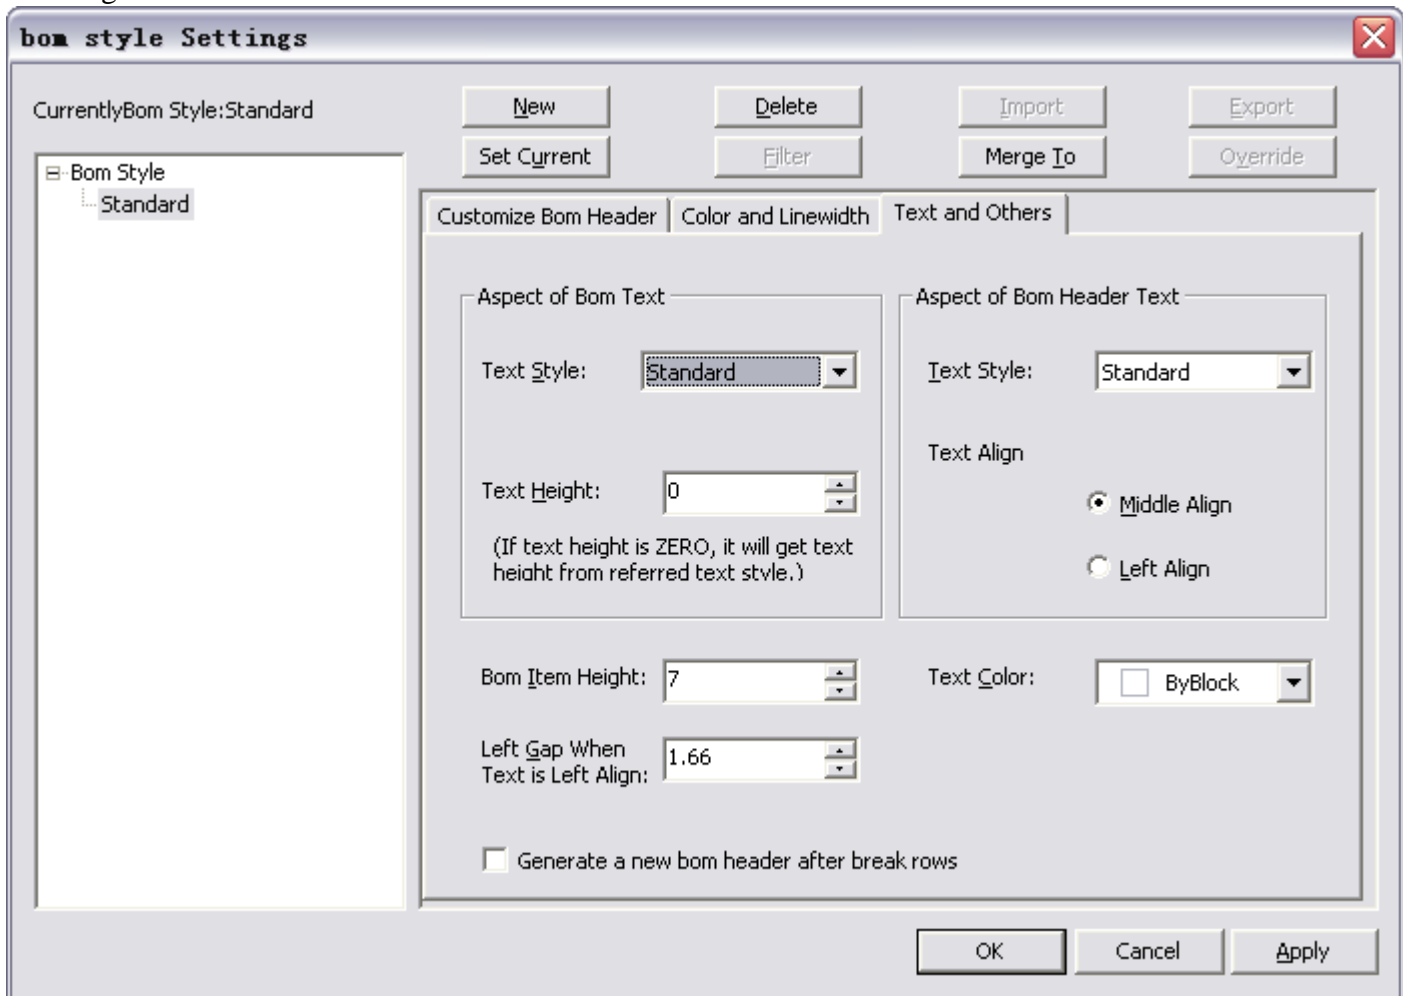 bom style Settings
CurrentlyBom Style:Standard
New
Delete
Import
Export
Set Current
Filter
Merge To
Override
Bom Style
Standard
Customize Bom Header
Color and Linewidth
Text and Others
Aspect of Bom Text
Text Style:
Standard
Text Height:
0
(If text height is ZERO, it will get text
height from referred text style.)
Aspect of Bom Header Text
Text Style:
Standard
Text Align
Middle Align
Left Align
Bom Item Height:
7
Text Color:
ByBlock
Left Gap When
Text is Left Align:
1.66
Generate a new bom header after break rows
OK
Cancel
Apply